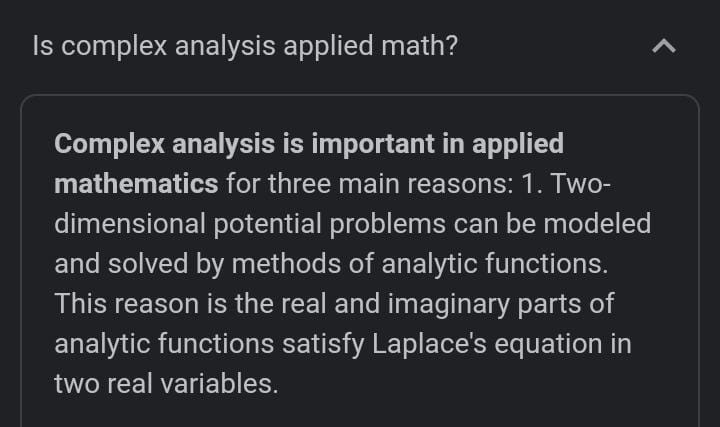 Is complex analysis applied math?
Complex analysis is important in applied
mathematics for three main reasons: 1. Two-
dimensional potential problems can be modeled
and solved by methods of analytic functions.
This reason is the real and imaginary parts of
analytic functions satisfy Laplace's equation in
two real variables.